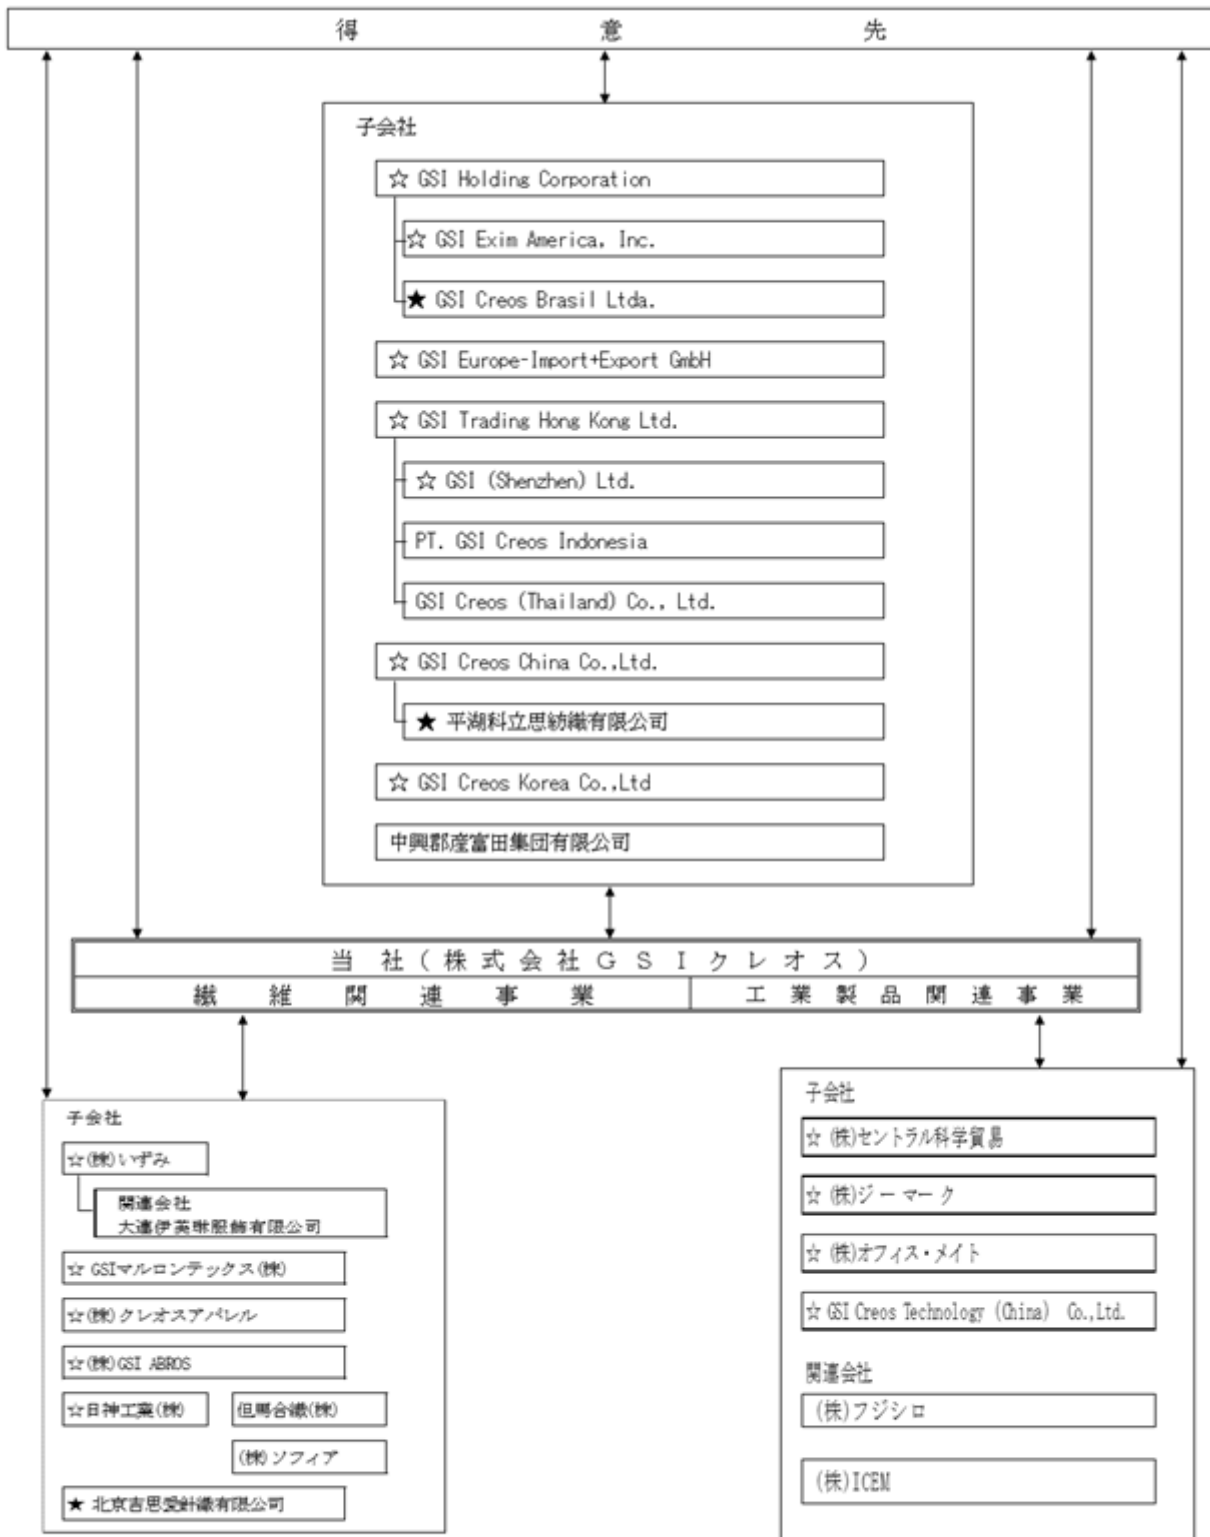 得意先
子会社
☆ GSI Holding Corporation
☆ GSI Exim America, Inc.
★ GSI Creos Brasil Ltda.
☆ GSI Europe-Import+Export GmbH
☆ GSI Trading Hong Kong Ltd.
☆ GSI (Shenzhen) Ltd.
PT. GSI Creos Indonesia
GSI Creos (Thailand) Co., Ltd.
☆ GSI Creos China Co.,Ltd.
★ 平湖科立思紡織有限公司
☆ GSI Creos Korea Co.,Ltd
中興郡産富田集団有限公司
当社(株式会社GSIクレオス)
繊維関連事業 工業製品関連事業
子会社
☆(株)いずみ
関連会社
大連伊芙琳服飾有限公司
☆ GSIマルロンテックス(株)
☆(株)クレオスアパレル
☆(株)GSI ABROS
☆日神工業(株) 但馬合繊(株)
(株)ソフィア
★ 北京吉思愛針織有限公司
子会社
☆ (株)セントラル科学貿易
☆ (株)ジーマーク
☆ (株)オフィス・メイト
☆ GSI Creos Technology (China) Co.,Ltd.
関連会社
(株)フジシロ
(株)ICEM